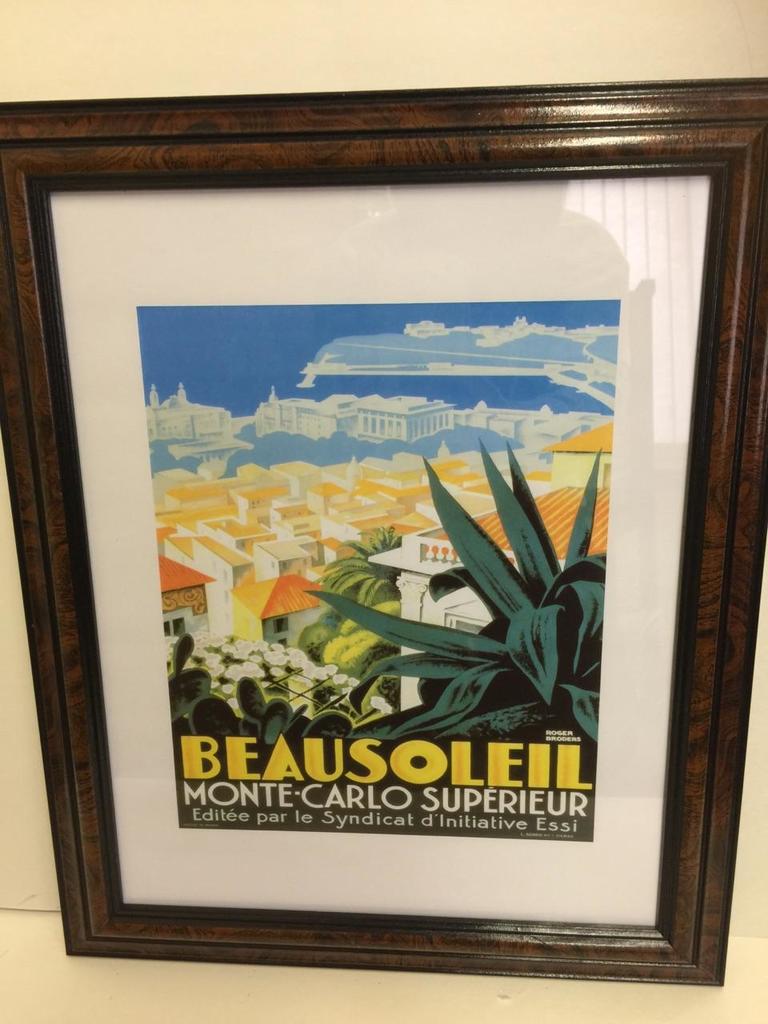 ROGER
BRODERS
BEAUSOLEIL
MONTE-CARLO SUPÉRIEUR
Editée par le Syndicat d'Initiative Essi